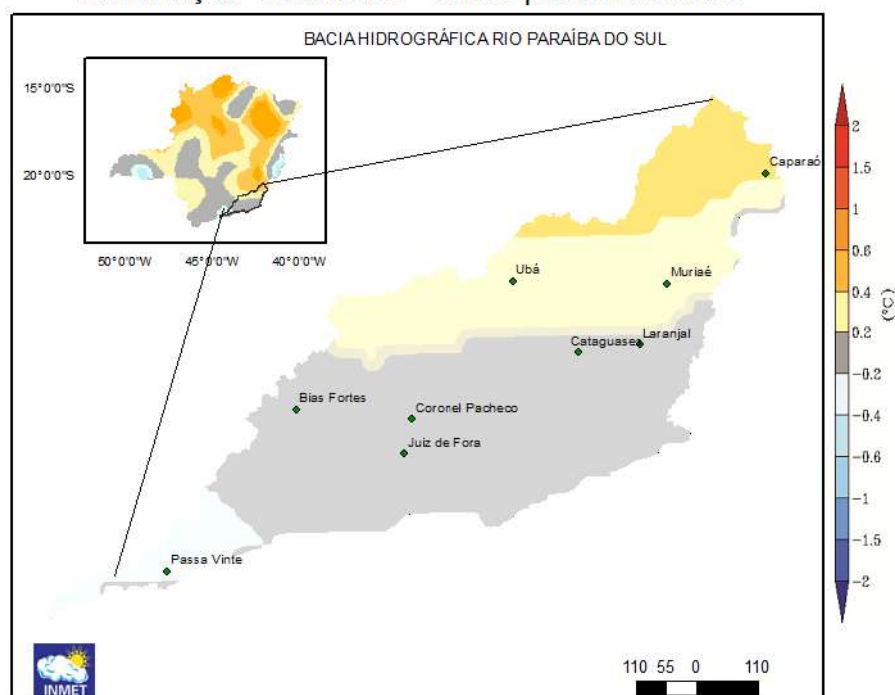 BACIA HIDROGRÁFICA RIO PARAÍBA DO SUL
15°0'0"S
20°00'0"S
50°0'0"W 45°0'0"W 40°0'0"W
Caparaó
Ubá
Muriaé
Laranjal
Cataguases
Bias Fortes
Coronel Pacheco
Juiz de Fora
Passa Vinte
2
1.5
1
0.6
0.4
0.2
-0.2
-0.4
-0.6
-1
-1.5
-2
(°C)
INMET
110 55 0 110